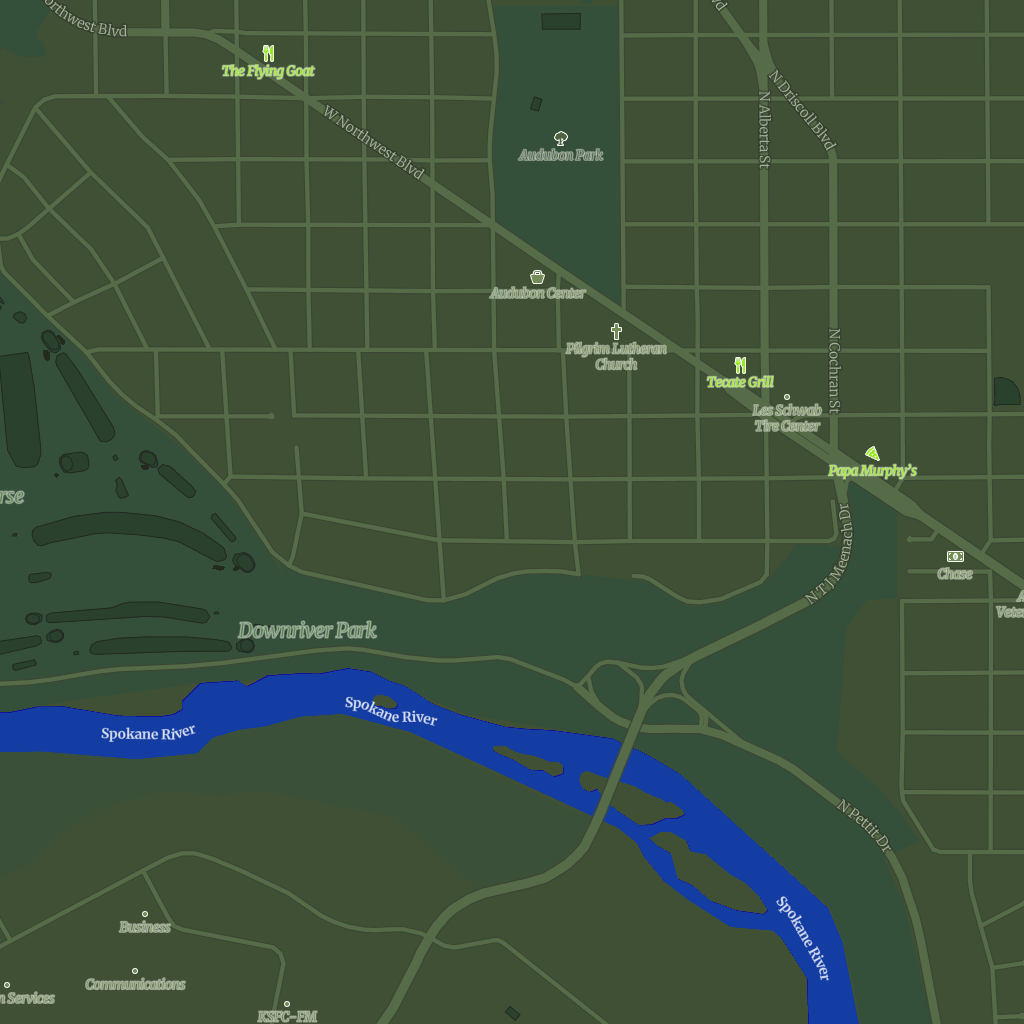 Northwest Blvd
The Flying Goat
W Northwest Blvd
Audubon Park
N Driscoll Blvd
N Alberta St
Audubon Center
Pilgrim Lutheran
Church
N Cochran St
Tecate Grill
Les Schwab
Tire Center
Papa Murphy's
N T J Meenach Dr
Chase
Downriver Park
Spokane River
Spokane River
N Pettit Dr
Spokane River
Business
Communications
Services
KSFC-FM